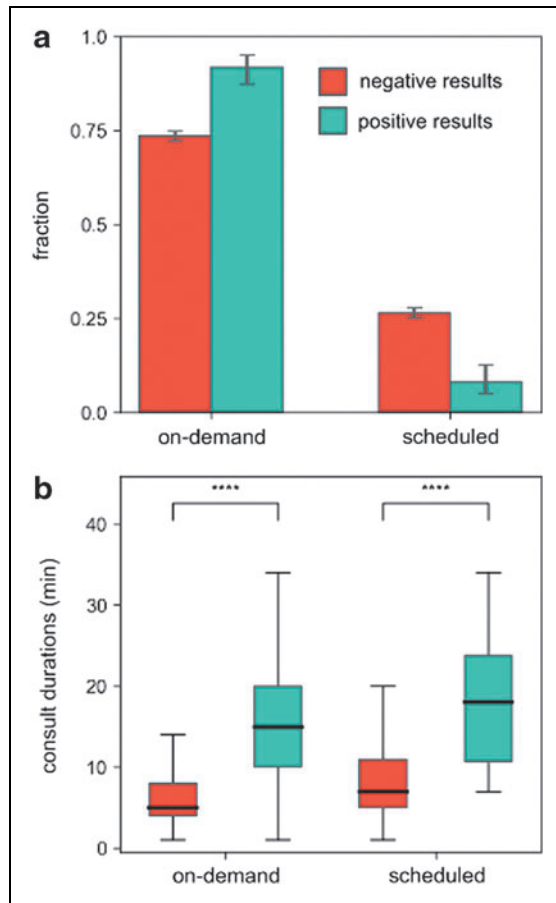 a
1.0
0.75
0.5
0.25
0.0
fraction
negative results
positive results
on-demand scheduled
b
**** ****
40
30
20
10
0
consult durations (min)
on-demand scheduled